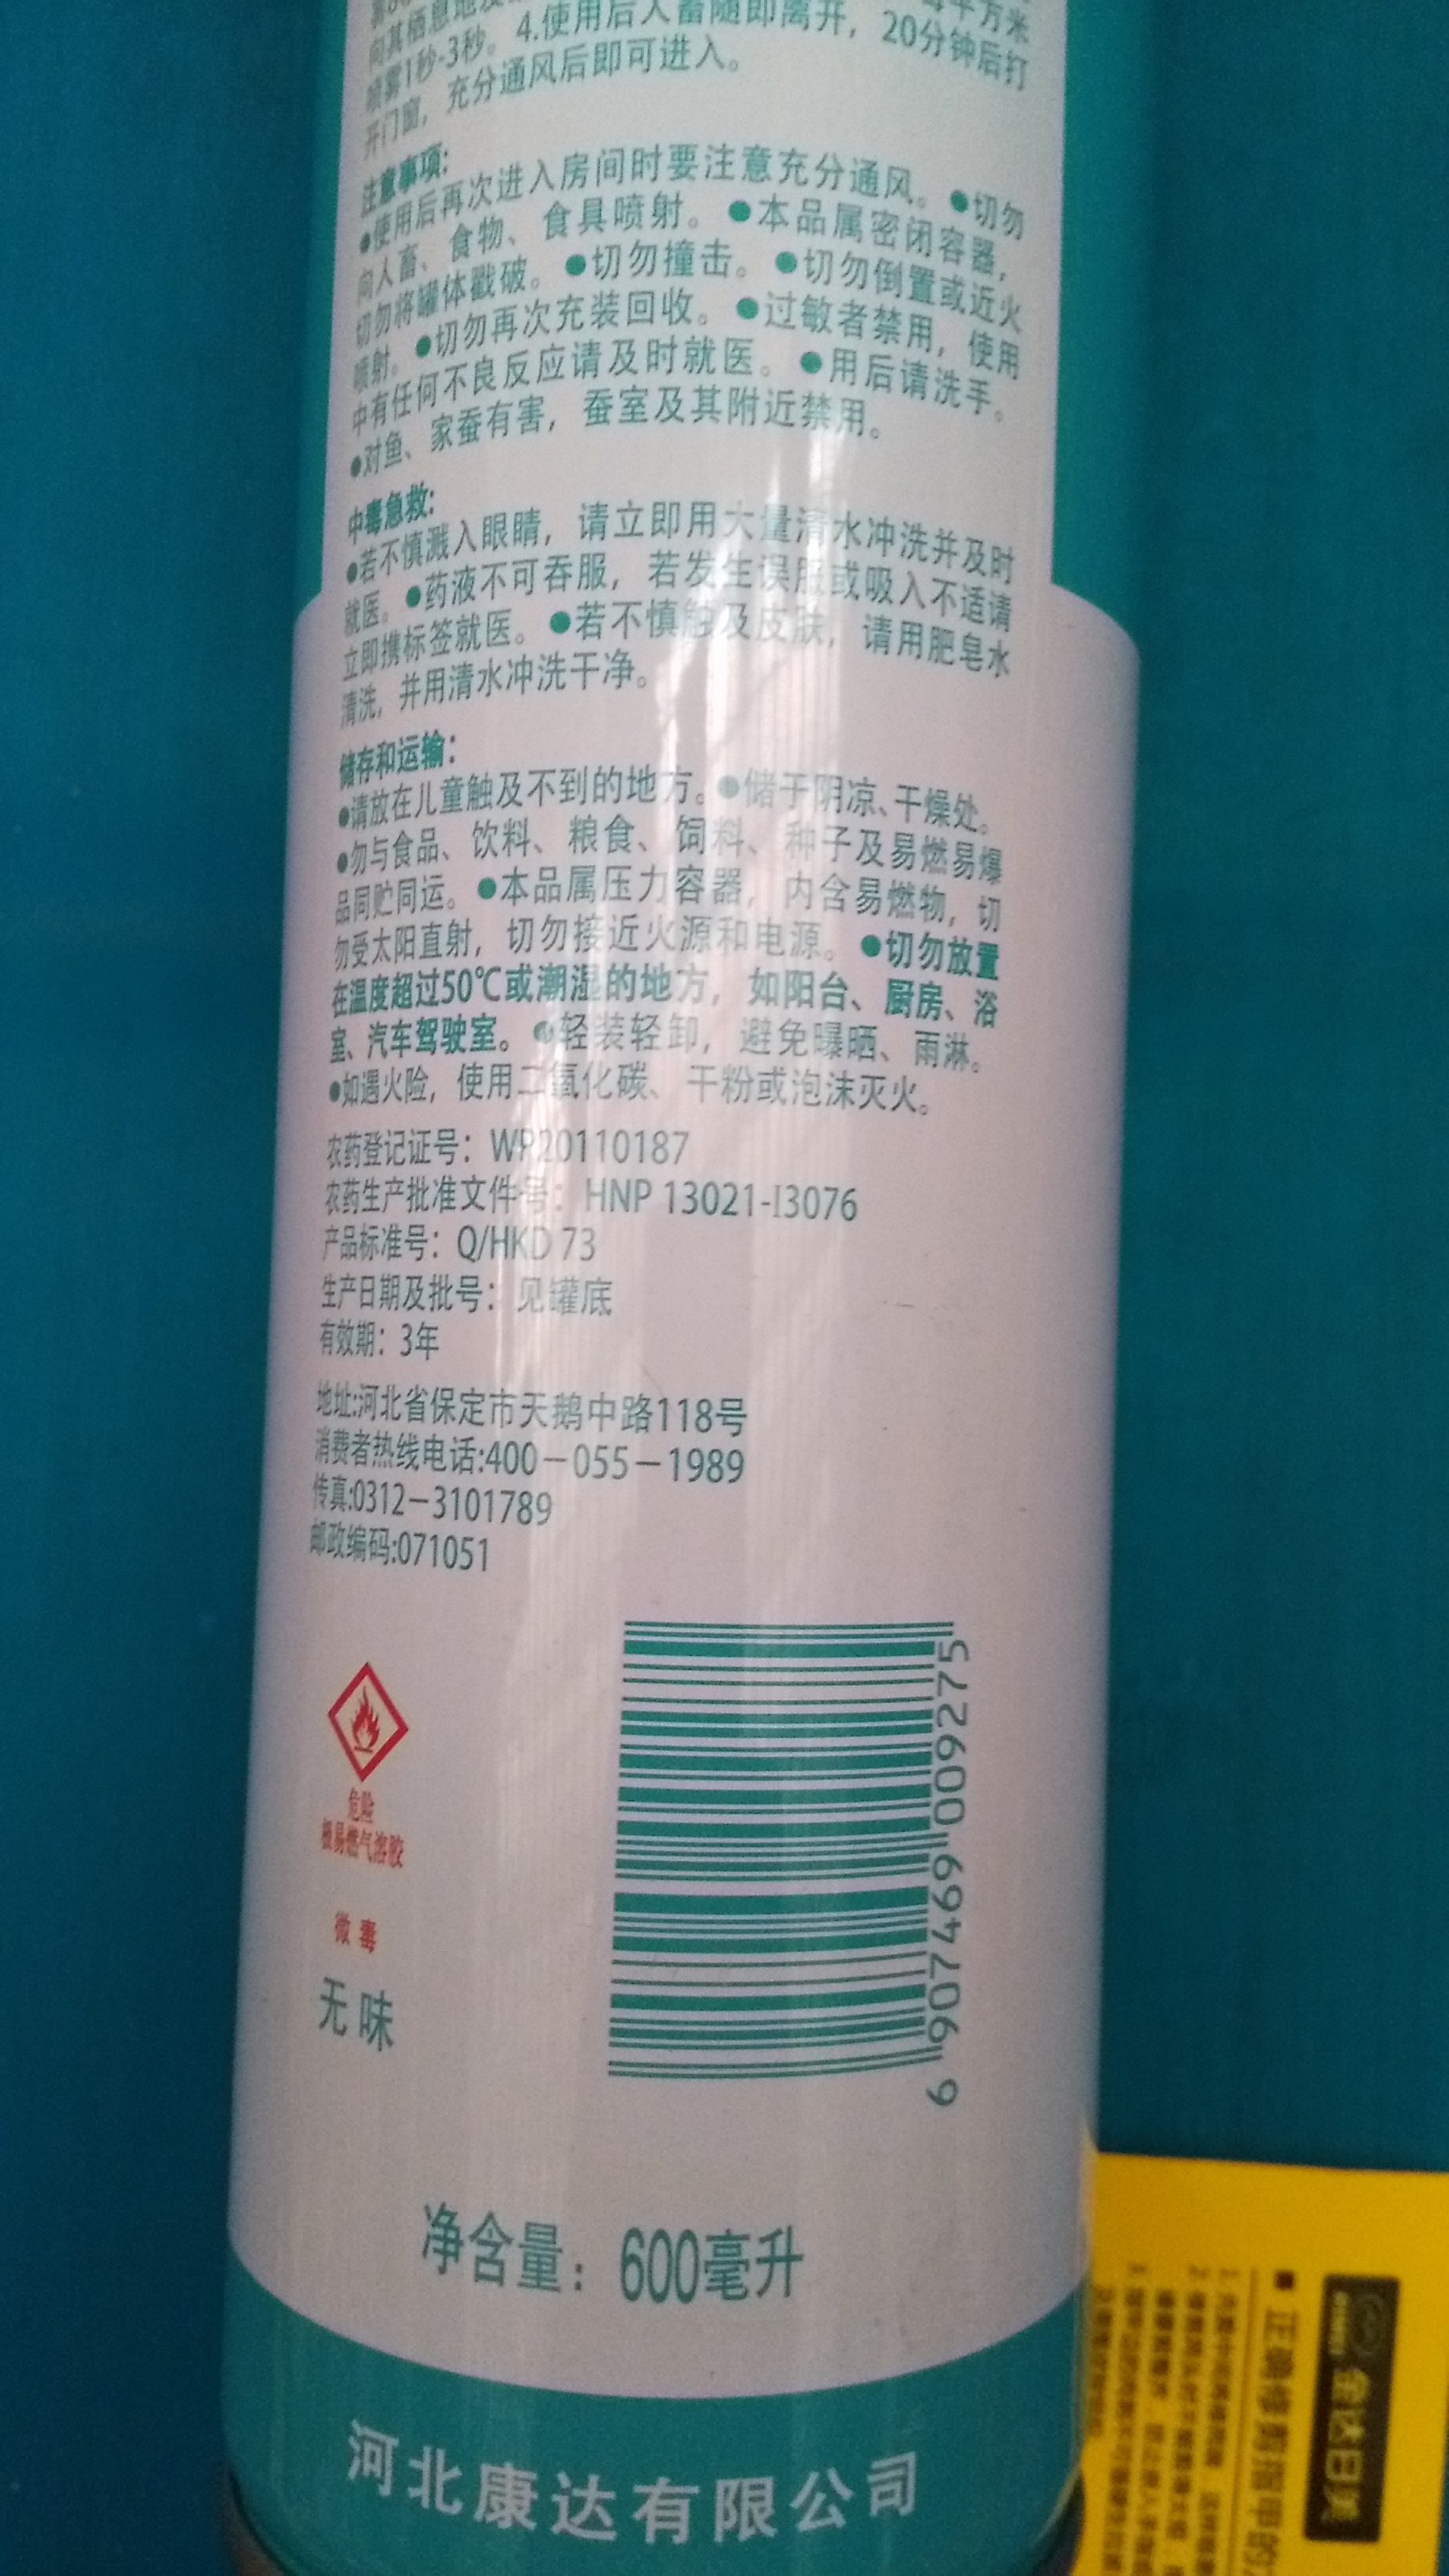 向其栖息地
每平方米
喷雾1秒-3秒。4.使用后人畜随即离开，20分钟后打
开门窗，充分通风后即可进入。
注意事项：
●使用后再次进入房间时要注意充分通风。●切勿
向人畜、食物、食具喷射。●本品属密闭容器，
切勿将罐体戳破。●切勿撞击。●切勿倒置或近火
喷射。●切勿再次充装回收。●过敏者禁用，使用
中有任何不良反应请及时就医。●用后请洗手。
●对鱼、家蚕有害，蚕室及其附近禁用。
中毒急救：
●若不慎溅入眼睛，请立即用大量清水冲洗并及时
就医。●药液不可吞服，若发生误服或吸入不适请
立即携标签就医。●若不慎触及皮肤，请用肥皂水
清洗，并用清水冲洗干净。
储存和运输：
●请放在儿童触及不到的地方。●储于阴凉、干燥处。
●勿与食品、饮料、粮食、饲料、种子及易燃易爆
品同贮同运。●本品属压力容器，内含易燃物，切
勿受太阳直射，切勿接近火源和电源。●切勿放置
在温度超过50℃或潮湿的地方，如阳台、厨房、浴
室、汽车驾驶室。●轻装轻卸，避免曝晒、雨淋。
●如遇火险，使用二氧化碳、干粉或泡沫灭火。
农药登记证号：WP20110187
农药生产批准文件号：HNP 13021-I3076
产品标准号：Q/HKD 73
生产日期及批号：见罐底
有效期：3年
地址:河北省保定市天鹅中路118号
消费者热线电话:400－055－1989
传真:0312－3101789
邮政编码:071051
危险
极易燃气溶胶
微毒
无味
6 907469 009275
净含量：600毫升
河北康达有限公司
金达日美
■ 正确修剪指甲的